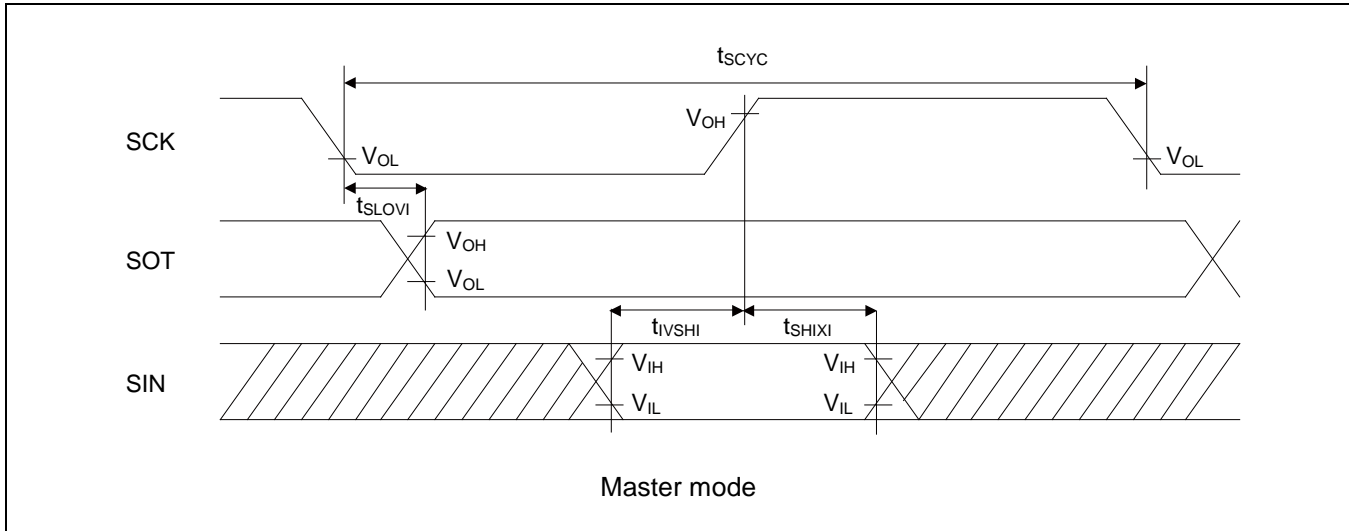 tSCYC
SCK
VOH
VOL
VOL
tSLOVI
SOT
VOH
VOL
tIVSHI
tSHIXI
SIN
VIH
VIH
VIL
VIL
Master mode